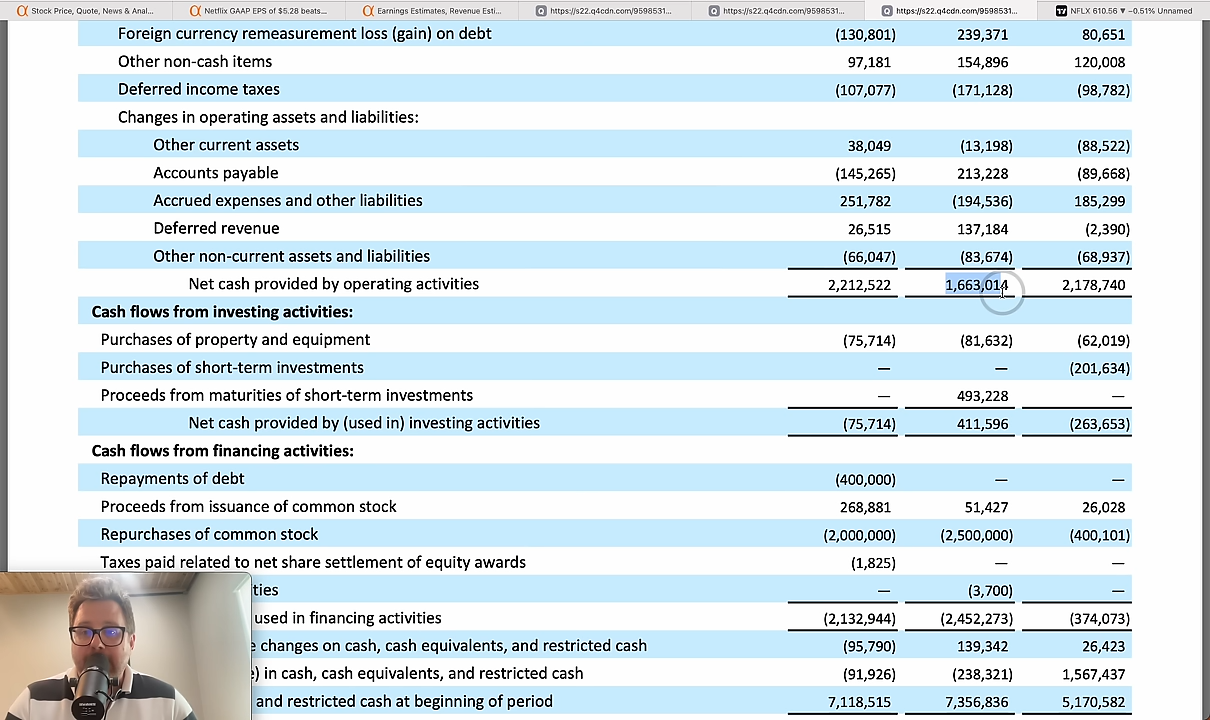 Stock Price, Quote, News & Anal... Netflix GAAP EPS of $5.28 beats... Earnings Estimates, Revenue Esti... https://s22.q4cdn.com/9598531... https://s22.q4cdn.com/9598531... https://s22.q4cdn.com/9598531... NFLX 610.56 ▼ −0.51% Unnamed
Foreign currency remeasurement loss (gain) on debt (130,801) 239,371 80,651
Other non-cash items 97,181 154,896 120,008
Deferred income taxes (107,077) (171,128) (98,782)
Changes in operating assets and liabilities:
Other current assets 38,049 (13,198) (88,522)
Accounts payable (145,265) 213,228 (89,668)
Accrued expenses and other liabilities 251,782 (194,536) 185,299
Deferred revenue 26,515 137,184 (2,390)
Other non-current assets and liabilities (66,047) (83,674) (68,937)
Net cash provided by operating activities 2,212,522 1,663,014 2,178,740
Cash flows from investing activities:
Purchases of property and equipment (75,714) (81,632) (62,019)
Purchases of short-term investments — — (201,634)
Proceeds from maturities of short-term investments — 493,228 —
Net cash provided by (used in) investing activities (75,714) 411,596 (263,653)
Cash flows from financing activities:
Repayments of debt (400,000) — —
Proceeds from issuance of common stock 268,881 51,427 26,028
Repurchases of common stock (2,000,000) (2,500,000) (400,101)
Taxes paid related to net share settlement of equity awards (1,825) — —
ties — (3,700) —
used in financing activities (2,132,944) (2,452,273) (374,073)
changes on cash, cash equivalents, and restricted cash (95,790) 139,342 26,423
) in cash, cash equivalents, and restricted cash (91,926) (238,321) 1,567,437
and restricted cash at beginning of period 7,118,515 7,356,836 5,170,582